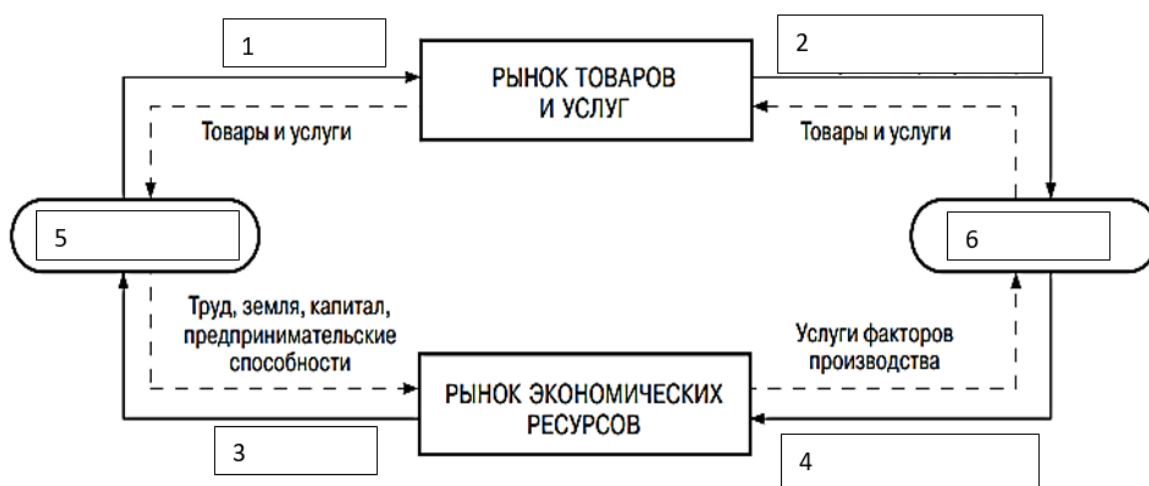 1
2
РЫНОК ТОВАРОВ
И УСЛУГ
Товары и услуги
Товары и услуги
5
6
Труд, земля, капитал,
предпринимательские
способности
Услуги факторов
производства
РЫНОК ЭКОНОМИЧЕСКИХ
РЕСУРСОВ
3
4